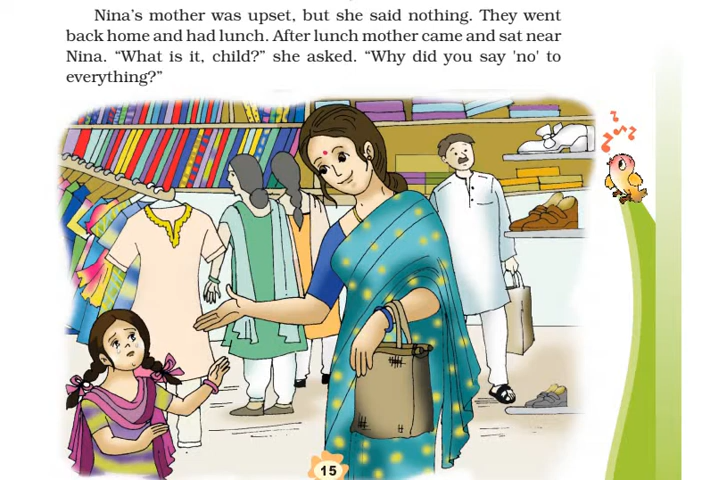 Nina's mother was upset, but she said nothing. They went
back home and had lunch. After lunch mother came and sat near
Nina. “What is it, child?” she asked. “Why did you say 'no' to
everything?”
15